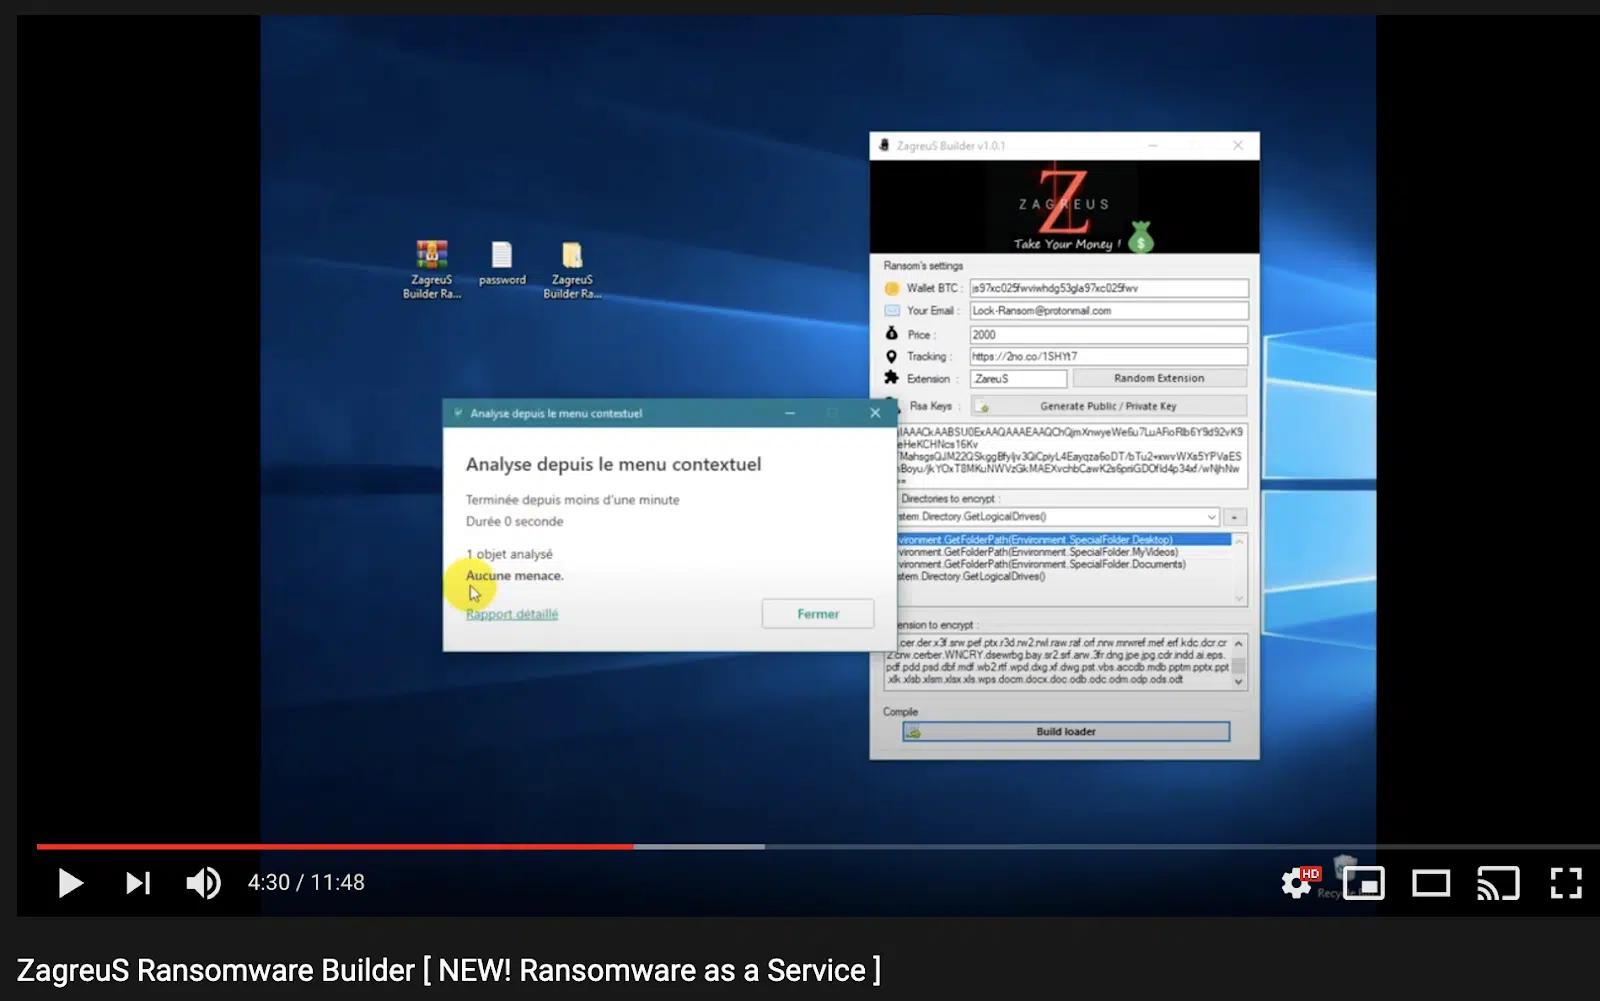 ZagreuS
Builder Ra...
password
ZagreuS
Builder Ra...
ZagreuS Builder v1.0.1
Z
ZAGREUS
Take Your Money !
$
Ransom's settings
Wallet BTC :
js97xc025fwviwhdg53gla97xc025fwv
Your Email :
Lock-Ransom@protonmail.com
Price :
2000
Tracking :
https://2no.co/1SHYt7
Extension :
.ZareuS
Random Extension
Rsa Keys :
Generate Public / Private Key
eHeKCHNcs16Kv
Directories to encrypt :
stem.Directory.GetLogicalDrives()
+
vironment.GetFolderPath(Environment.SpecialFolder.Desktop)
vironment.GetFolderPath(Environment.SpecialFolder.MyVideos)
vironment.GetFolderPath(Environment.SpecialFolder.Documents)
stem.Directory.GetLogicalDrives()
ension to encrypt :
.cer.der.x3f.srw.pef.ptx.r3d.rw2.rwl.raw.raf.orf.nrw.mrwref.mef.erf.kdc.dcr.cr
2.crw.cerber.WNCRY.dsewrbg.bay.sr2.srf.arw.3fr.dng.jpe.jpg.cdr.indd.ai.eps.
pdf.pdd.psd.dbf.mdf.wb2.rtf.wpd.dxg.xf.dwg.pst.vbs.accdb.mdb.pptm.pptx.ppt
.xlk.xlsb.xlsm.xlsx.xls.wps.docm.docx.doc.odb.odc.odm.odp.ods.odt
Compile
Build loader
Analyse depuis le menu contextuel
Analyse depuis le menu contextuel
Terminée depuis moins d'une minute
Durée 0 seconde
1 objet analysé
Aucune menace.
Rapport détaillé
Fermer
4:30 / 11:48
HD
ZagreuS Ransomware Builder [ NEW! Ransomware as a Service ]